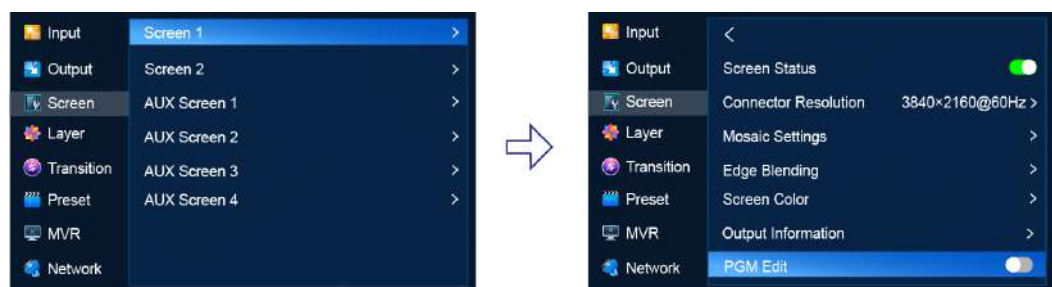 Input
Output
Screen
Layer
Transition
Preset
MVR
Network
Screen 1 >
Screen 2 >
AUX Screen 1 >
AUX Screen 2 >
AUX Screen 3 >
AUX Screen 4 >
Input
Output
Screen
Layer
Transition
Preset
MVR
Network
<
Screen Status
Connector Resolution 3840×2160@60Hz >
Mosaic Settings >
Edge Blending >
Screen Color >
Output Information >
PGM Edit